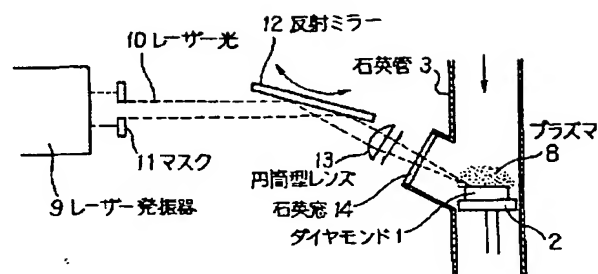 12 反射ミラー
10 レーザー光
石英管 3
プラズマ
8
11 マスク
13
円筒型レンズ
石英窓 14
9 レーザー発振器
ダイヤモンド 1
2